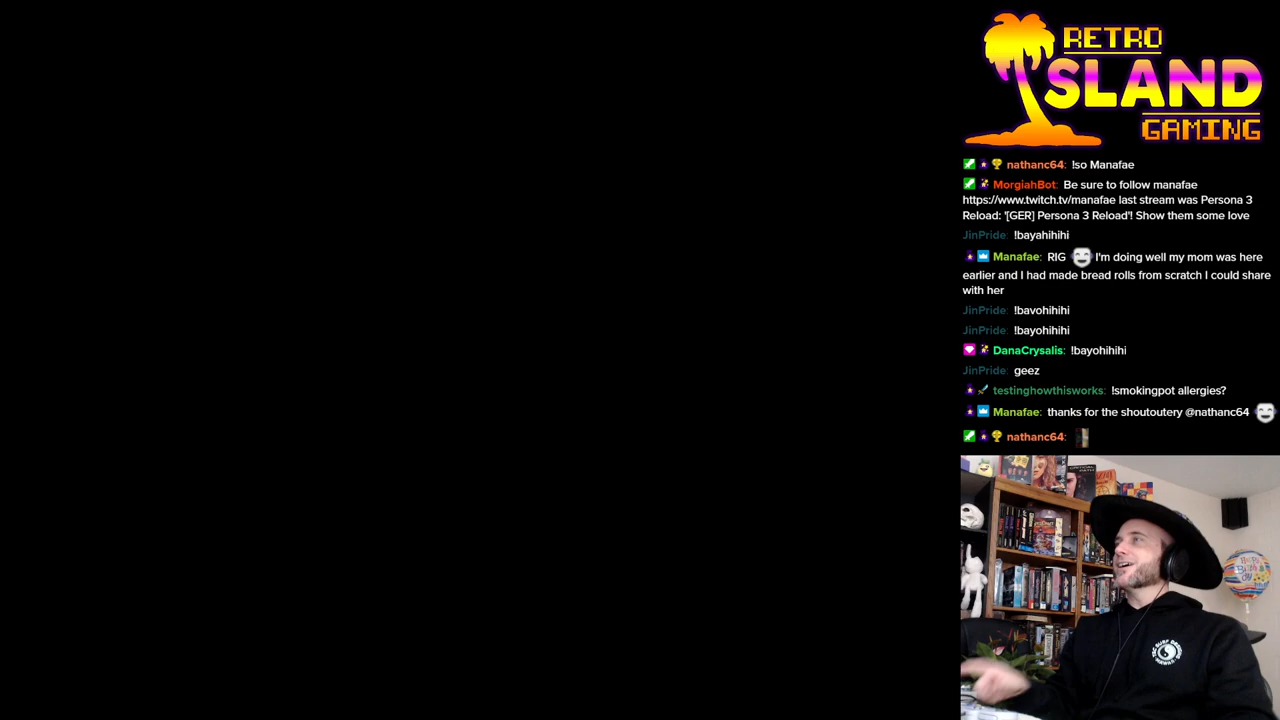 RETRO
ISLAND
GAMING
nathanc64: !so Manafae
MorgiahBot: Be sure to follow manafae
https://www.twitch.tv/manafae last stream was Persona 3
Reload: '[GER] Persona 3 Reload'! Show them some love
JinPride: !bayahihihi
Manafae: RIG I'm doing well my mom was here
earlier and I had made bread rolls from scratch I could share
with her
JinPride: !bavohihihi
JinPride: !bayohihihi
DanaCrysalis: !bayohihihi
JinPride: geez
testinghowthisworks: !smokingpot allergies?
Manafae: thanks for the shoutoutery @nathanc64
nathanc64: